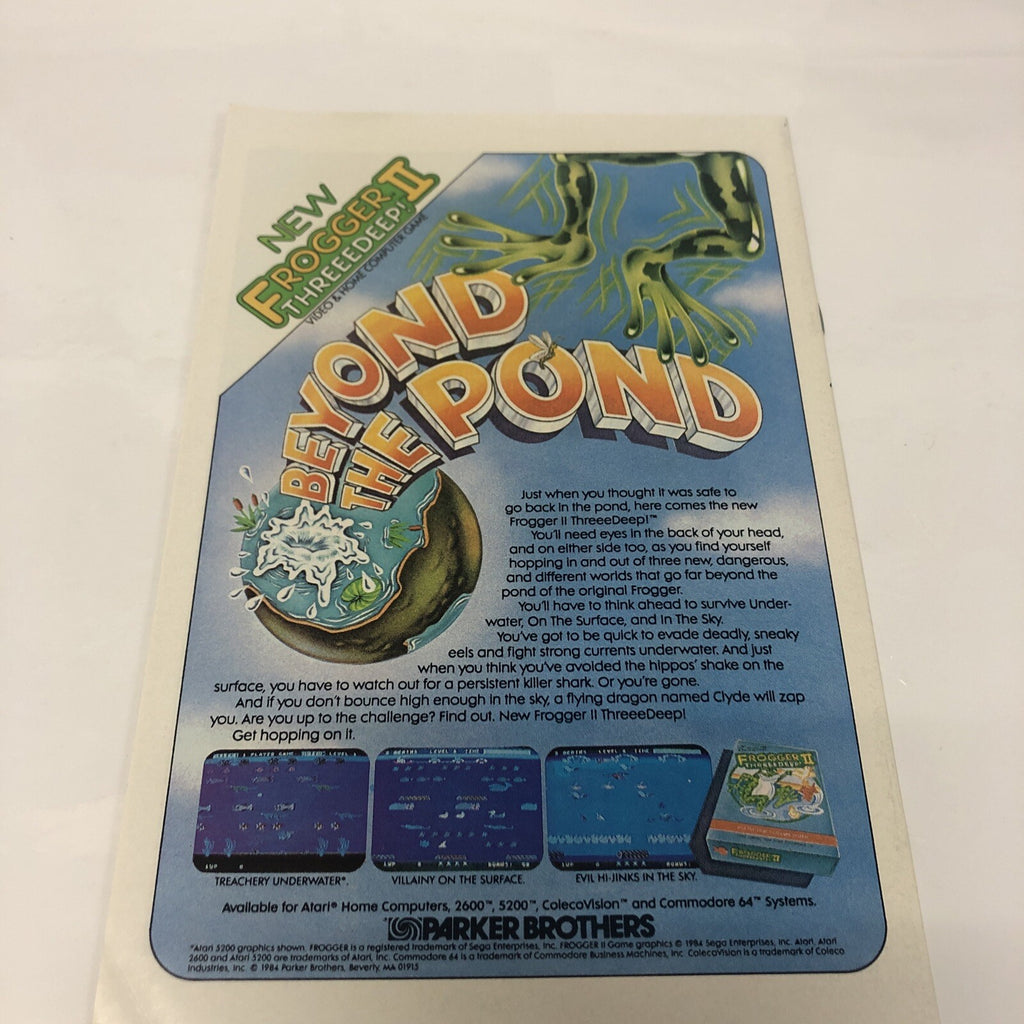 NEW
FROGGER II
THREEEDEEP!
VIDEO & HOME COMPUTER GAME
BEYOND
THE POND
Just when you thought it was safe to
go back in the pond, here comes the new
Frogger II ThreeeDeep!™
You'll need eyes in the back of your head,
and on either side too, as you find yourself
hopping in and out of three new, dangerous,
and different worlds that go far beyond the
pond of the original Frogger.
You'll have to think ahead to survive Under-
water, On The Surface, and In The Sky.
You've got to be quick to evade deadly, sneaky
eels and fight strong currents underwater. And just
when you think you've avoided the hippos' shake on the
surface, you have to watch out for a persistent killer shark. Or you're gone.
And if you don't bounce high enough in the sky, a flying dragon named Clyde will zap
you. Are you up to the challenge? Find out. New Frogger II ThreeeDeep!
Get hopping on it.
1UP 0
1UP 0
1UP 0
FROGGER II
THREEEDEEP!
FROGGER II
TREACHERY UNDERWATER*.
VILLAINY ON THE SURFACE.
EVIL HI-JINKS IN THE SKY.
Available for Atari® Home Computers, 2600™, 5200™, ColecoVision™ and Commodore 64™ Systems.
PARKER BROTHERS
*Atari 5200 graphics shown. FROGGER is a registered trademark of Sega Enterprises, Inc. FROGGER II Game graphics © 1984 Sega Enterprises, Inc. Atari, Atari
2600 and Atari 5200 are trademarks of Atari, Inc. Commodore 64 is a trademark of Commodore Business Machines, Inc. ColecoVision is a trademark of Coleco
Industries, Inc. © 1984 Parker Brothers, Beverly, MA 01915